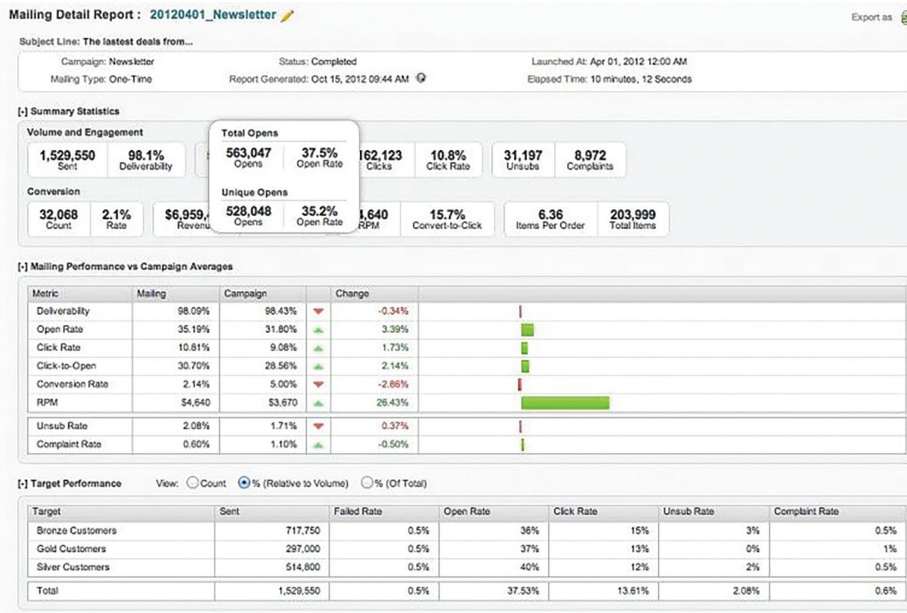 Mailing Detail Report : 20120401_Newsletter
Export as
Subject Line: The lastest deals from...
Campaign: Newsletter Status: Completed Launched At: Apr 01, 2012 12:00 AM
Mailing Type: One-Time Report Generated: Oct 15, 2012 09:44 AM Elapsed Time: 10 minutes, 12 Seconds
[-] Summary Statistics
Volume and Engagement
1,529,550 98.1% 162,123 10.8% 31,197 8,972
Sent Deliverability Clicks Click Rate Unsubs Complaints
Total Opens
563,047 37.5%
Opens Open Rate
Unique Opens
528,048 35.2%
Opens Open Rate
Conversion
32,068 2.1% $6,959, 4,640 15.7% 6.36 203,999
Count Rate Revenu RPM Convert-to-Click Items Per Order Total Items
[-] Mailing Performance vs Campaign Averages
Metric Mailing Campaign Change
Deliverability 98.09% 98.43% -0.34%
Open Rate 35.19% 31.80% 3.39%
Click Rate 10.81% 9.08% 1.73%
Click-to-Open 30.70% 28.56% 2.14%
Conversion Rate 2.14% 5.00% -2.86%
RPM $4,640 $3,670 26.43%
Unsub Rate 2.08% 1.71% 0.37%
Complaint Rate 0.60% 1.10% -0.50%
[-] Target Performance View: Count % (Relative to Volume) % (Of Total)
Target Sent Failed Rate Open Rate Click Rate Unsub Rate Complaint Rate
Bronze Customers 717,750 0.5% 36% 15% 3% 0.5%
Gold Customers 297,000 0.5% 37% 13% 0% 1%
Silver Customers 514,800 0.5% 40% 12% 2% 0.5%
Total 1,529,550 0.5% 37.53% 13.61% 2.08% 0.6%